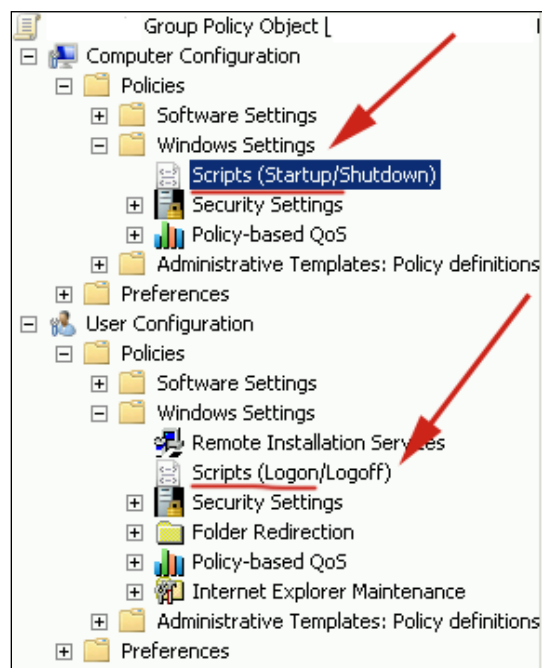 Group Policy Object [
Computer Configuration
Policies
Software Settings
Windows Settings
Scripts (Startup/Shutdown)
Security Settings
Policy-based QoS
Administrative Templates: Policy definitions
Preferences
User Configuration
Policies
Software Settings
Windows Settings
Remote Installation Services
Scripts (Logon/Logoff)
Security Settings
Folder Redirection
Policy-based QoS
Internet Explorer Maintenance
Administrative Templates: Policy definitions
Preferences